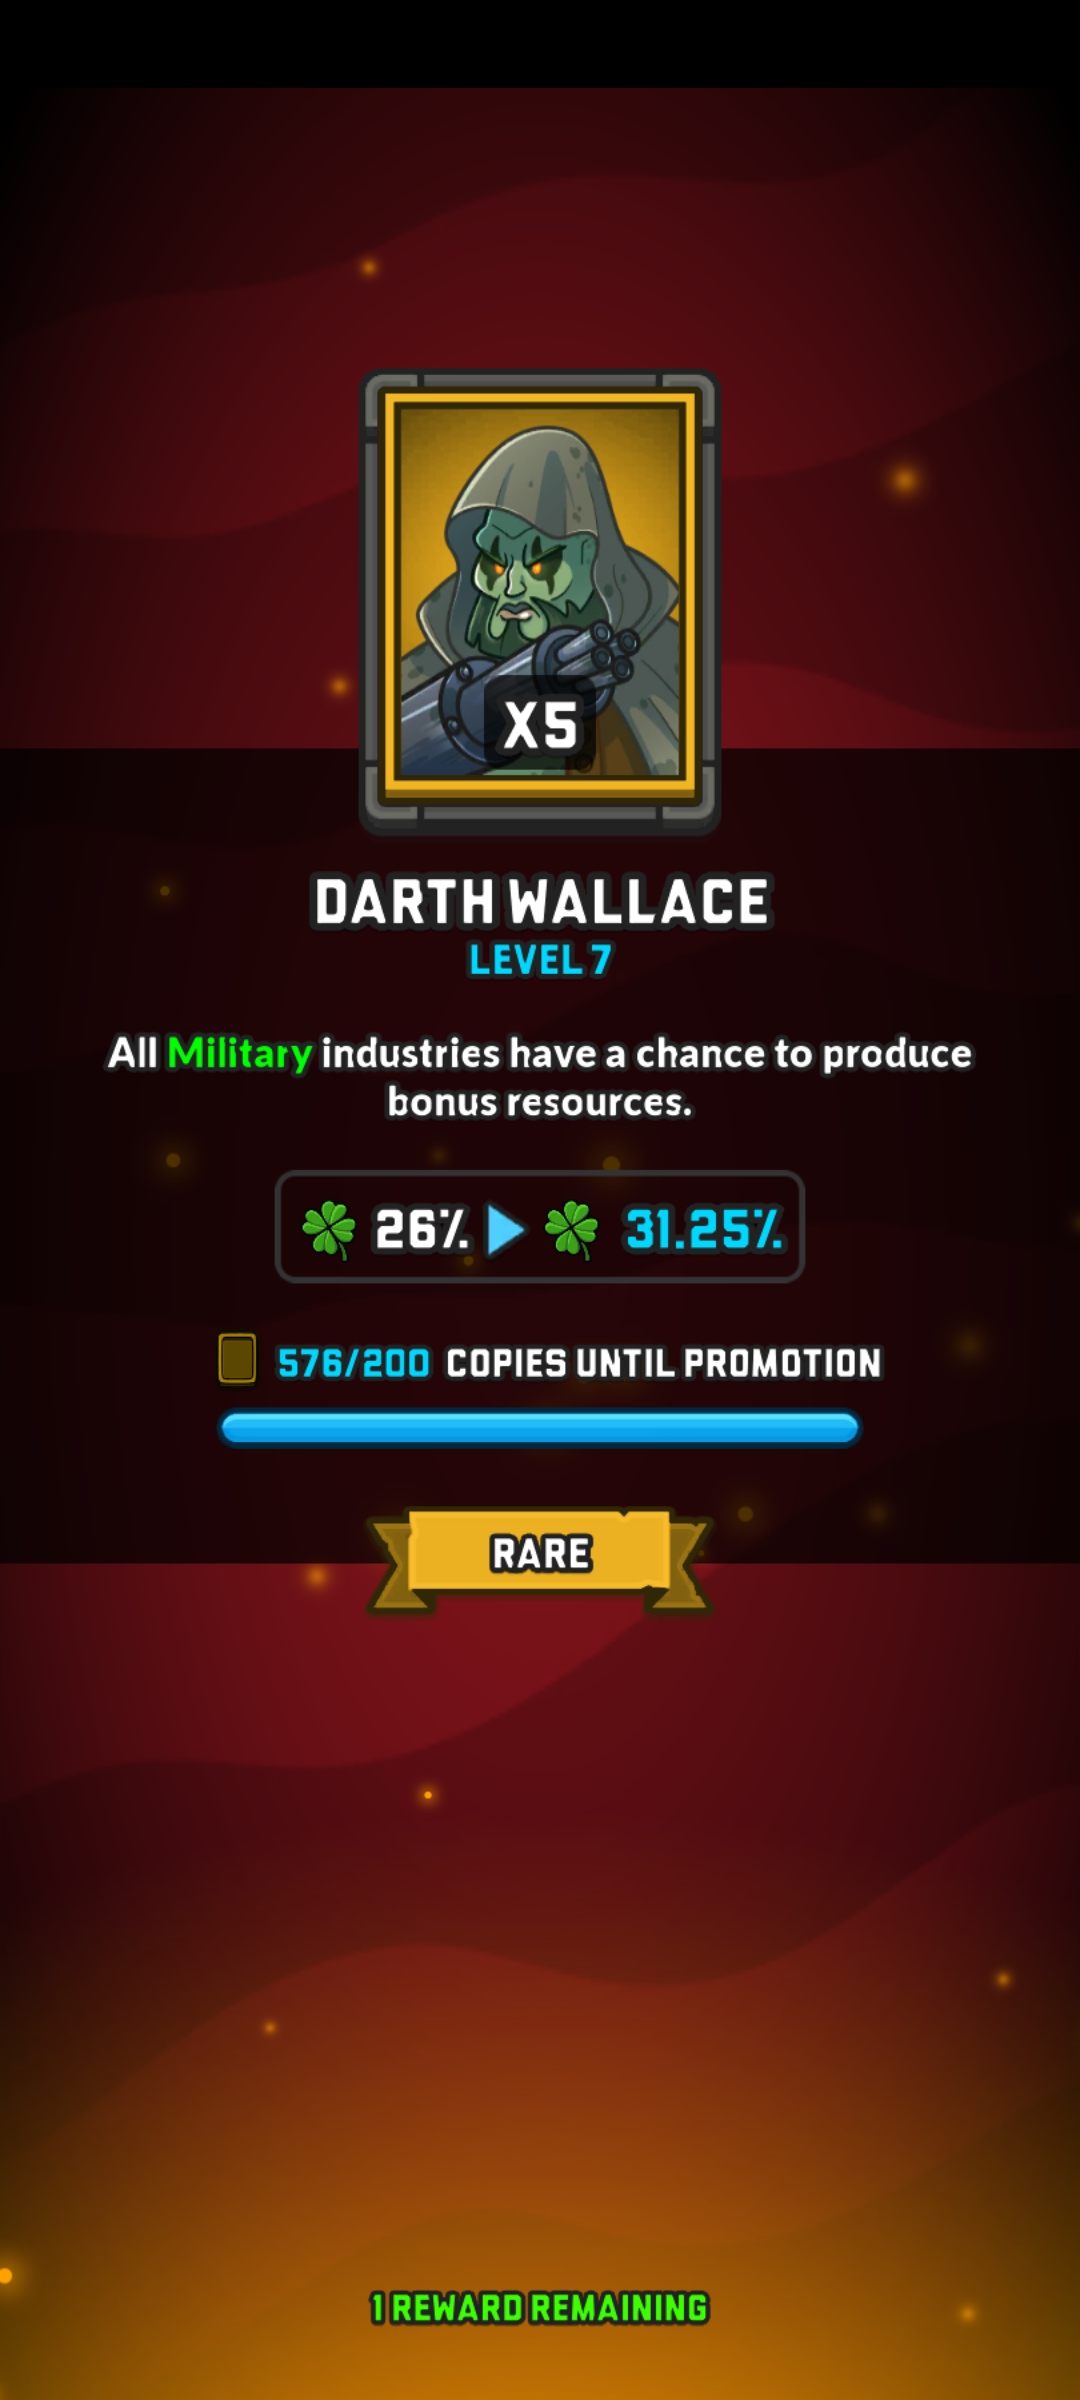 X5
DARTH WALLACE
LEVEL 7
All Military industries have a chance to produce
bonus resources.
26% 31.25%
576/200 COPIES UNTIL PROMOTION
RARE
1 REWARD REMAINING